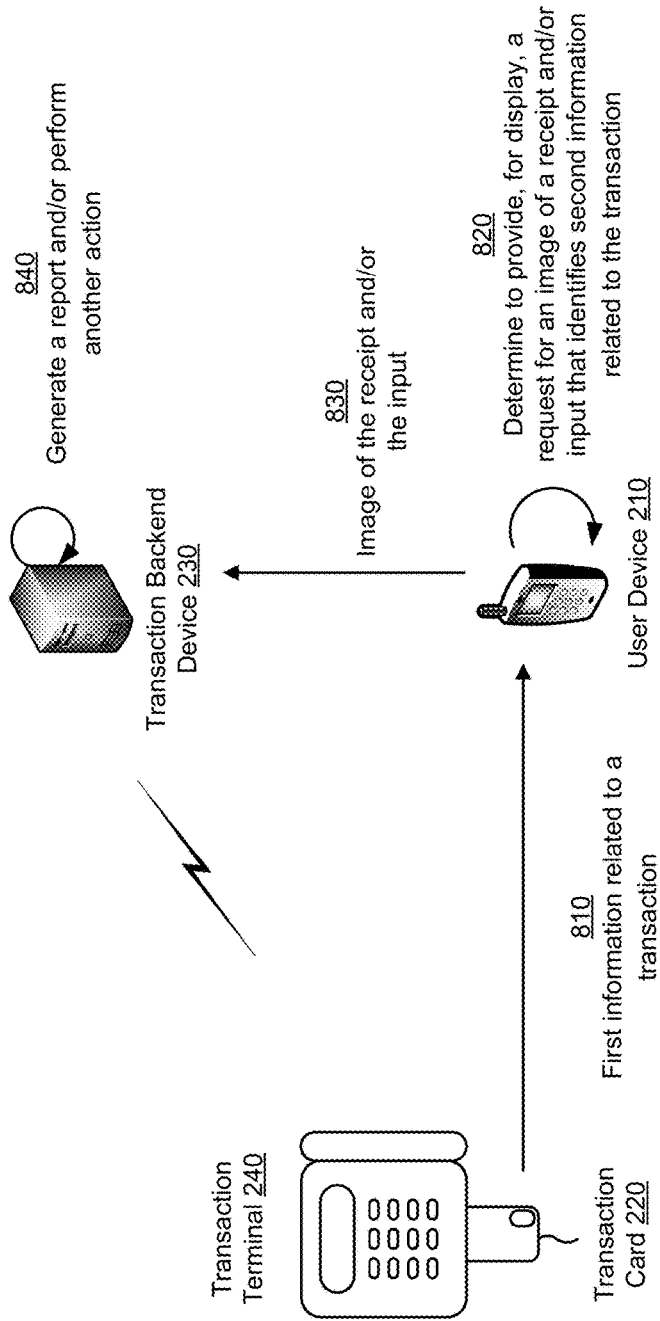 Transaction
Terminal 240
Transaction
Card 220
810
First information related to a
transaction
Transaction Backend
Device 230
User Device 210
830
Image of the receipt and/or
the input
840
Generate a report and/or perform
another action
820
Determine to provide, for display, a
request for an image of a receipt and/or
input that identifies second information
related to the transaction